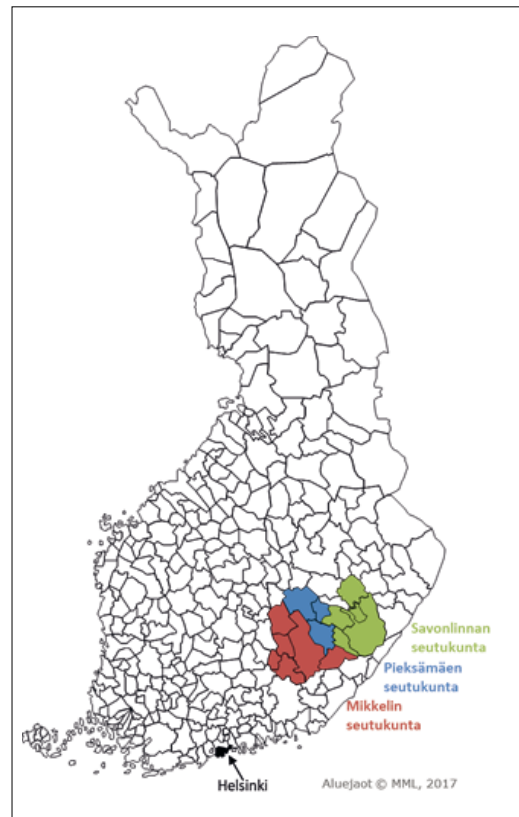 Savonlinnan
seutukunta
Pieksämäen
seutukunta
Mikkelin
seutukunta
Helsinki
Aluejaot © MML, 2017